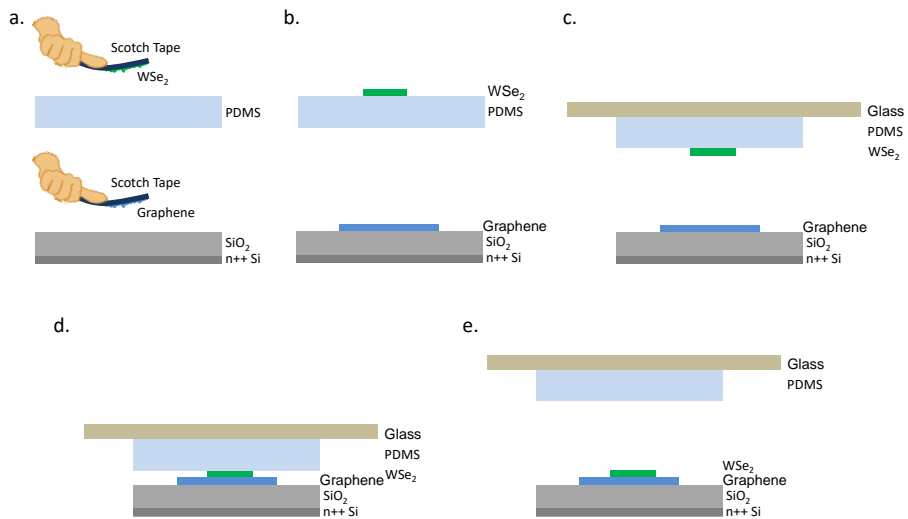 a.
Scotch Tape
WSe₂
PDMS
Scotch Tape
Graphene
SiO₂
n++ Si
b.
WSe₂
PDMS
Graphene
SiO₂
n++ Si
c.
Glass
PDMS
WSe₂
Graphene
SiO₂
n++ Si
d.
Glass
PDMS
WSe₂
Graphene
SiO₂
n++ Si
e.
Glass
PDMS
WSe₂
Graphene
SiO₂
n++ Si